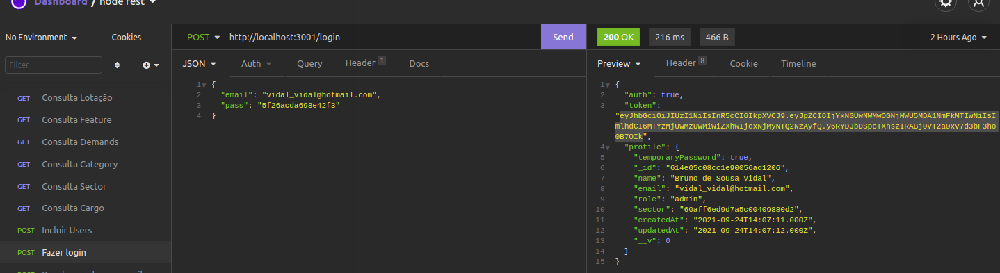 Dashboard / node rest
No Environment
Cookies
POST http://localhost:3001/login
Send
200 OK 216 ms 466 B
2 Hours Ago
Filter
JSON Auth Query Header 1 Docs
Preview Header 8 Cookie Timeline
GET Consulta Lotação
GET Consulta Feature
GET Consulta Demands
GET Consulta Category
GET Consulta Sector
GET Consulta Cargo
POST Incluir Users
POST Fazer login
1 {
2 "email": "vidal_vidal@hotmail.com",
3 "pass": "5f26acda698e42f3"
4 }
1 {
2 "auth": true,
3 "token":
"eyJhbGciOiJIUzI1NiIsInR5cCI6IkpXVCJ9.eyJpZCI6IjYxNGUwNWMwOGNjMWU5MDA1NmFkMTIwNiIsI
mlhdCI6MTYzMjUwMzUwMiwiZXhwIjoxNjMyNTQ2NzAyfQ.y6RYDJbDSpcTXhszIRABj0VT2a0xv7d3bF3ho
0B7OIk",
4 "profile": {
5 "temporaryPassword": true,
6 "_id": "614e05c08cc1e90056ad1206",
7 "name": "Bruno de Sousa Vidal",
8 "email": "vidal_vidal@hotmail.com",
9 "role": "admin",
10 "sector": "60aff6ed9d7a5c00409880d2",
11 "createdAt": "2021-09-24T14:07:11.000Z",
12 "updatedAt": "2021-09-24T14:07:12.000Z",
13 "__v": 0
14 }
15 }